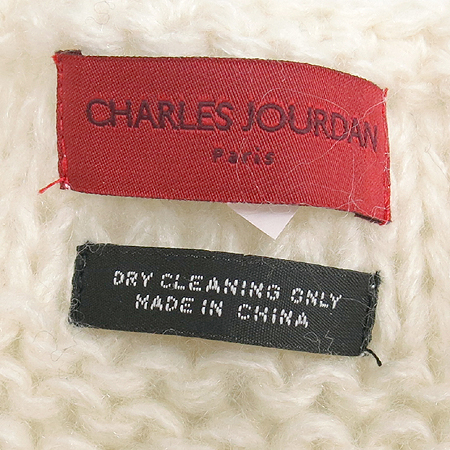 CHARLES JOURDAN
Paris
DRY CLEANING ONLY
MADE IN CHINA